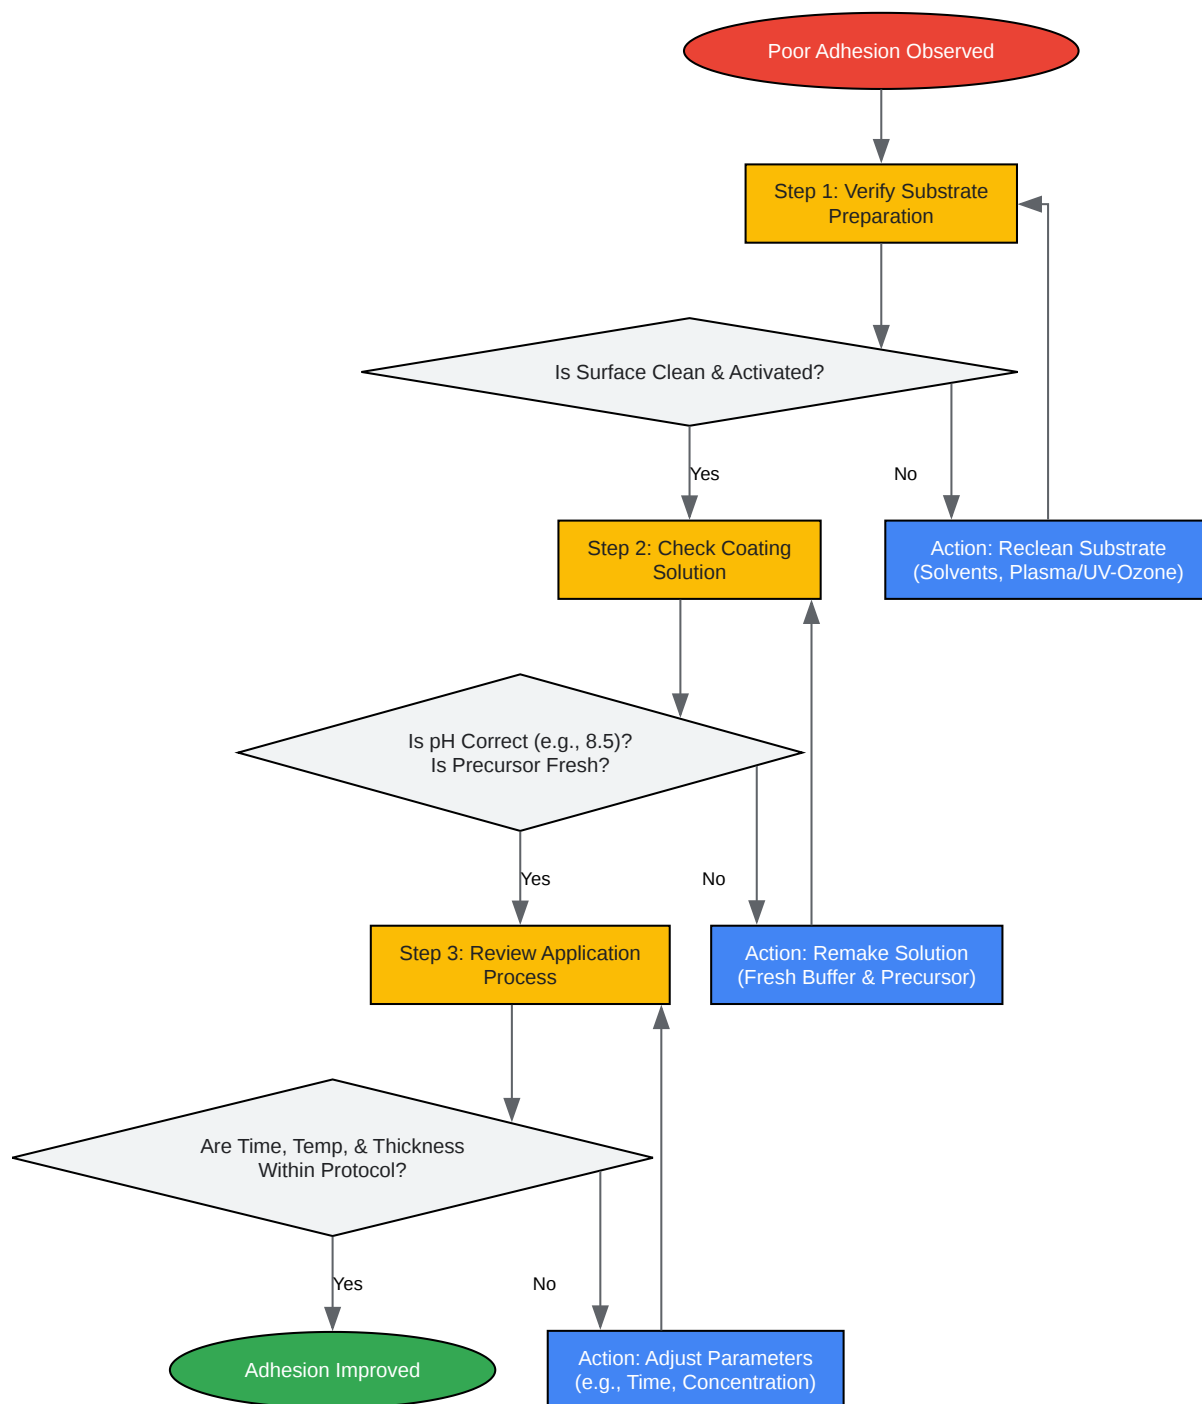 Poor Adhesion Observed
Step 1: Verify Substrate
Preparation
Is Surface Clean & Activated?
Yes
No
Step 2: Check Coating
Solution
Action: Reclean Substrate
(Solvents, Plasma/UV-Ozone)
Is pH Correct (e.g., 8.5)?
Is Precursor Fresh?
Yes
No
Step 3: Review Application
Process
Action: Remake Solution
(Fresh Buffer & Precursor)
Are Time, Temp, & Thickness
Within Protocol?
Yes
No
Adhesion Improved
Action: Adjust Parameters
(e.g., Time, Concentration)